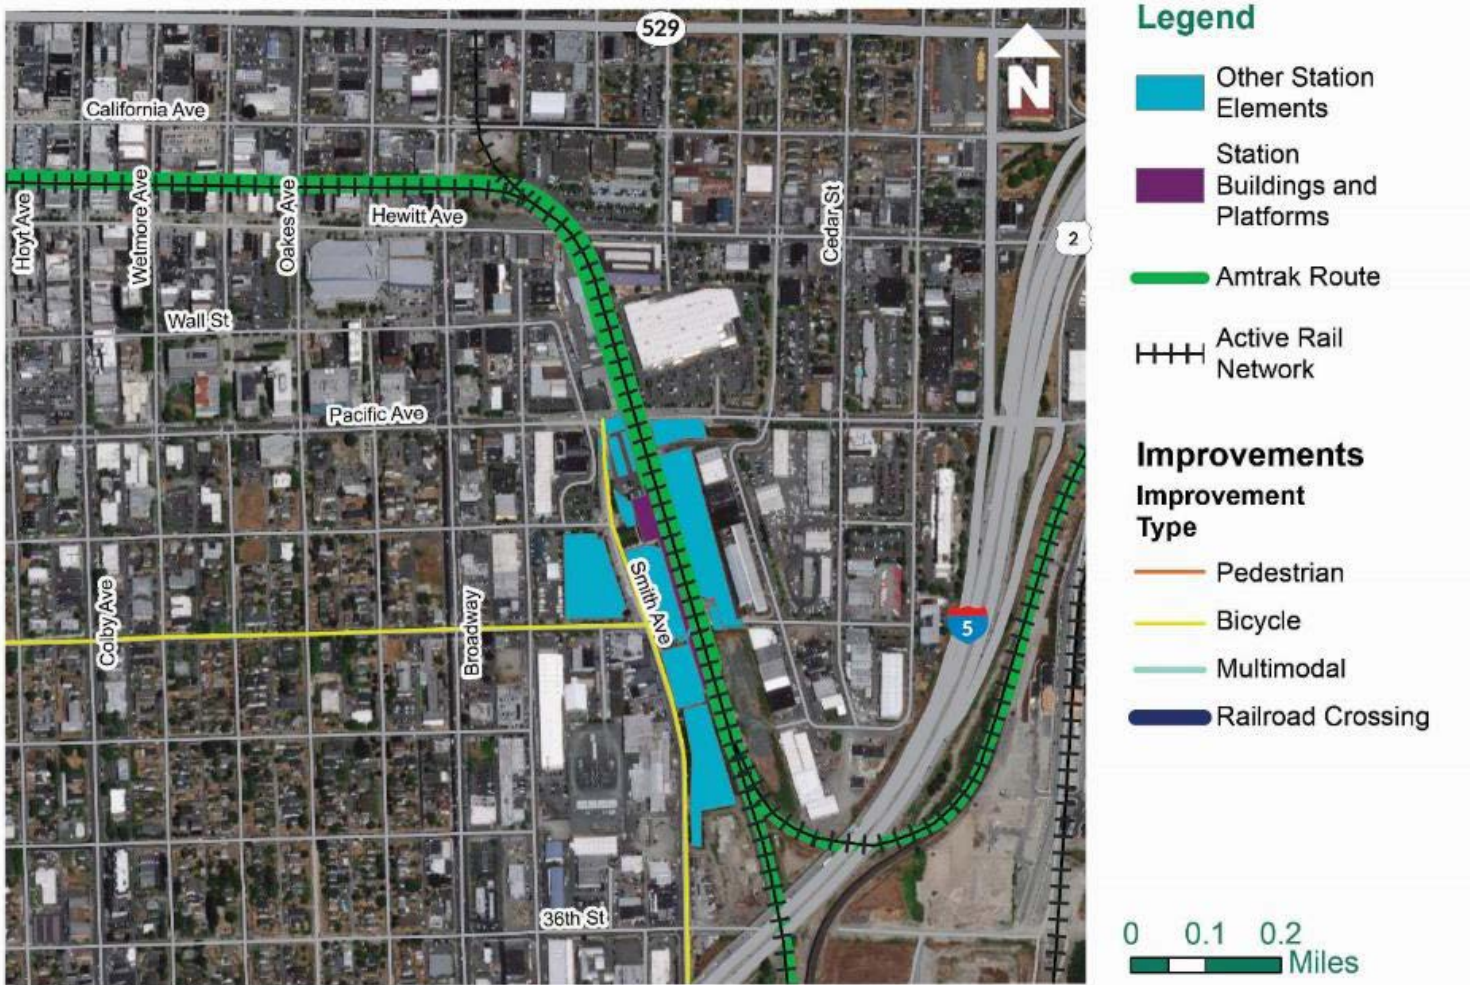 529
California Ave
Hoyt Ave
Wetmore Ave
Oakes Ave
Hewitt Ave
Cedar St
2
Wall St
Pacific Ave
Colby Ave
Broadway
Smith Ave
5
36th St
N
Legend
Other Station
Elements
Station
Buildings and
Platforms
Amtrak Route
Active Rail
Network
Improvements
Improvement
Type
Pedestrian
Bicycle
Multimodal
Railroad Crossing
0 0.1 0.2
Miles